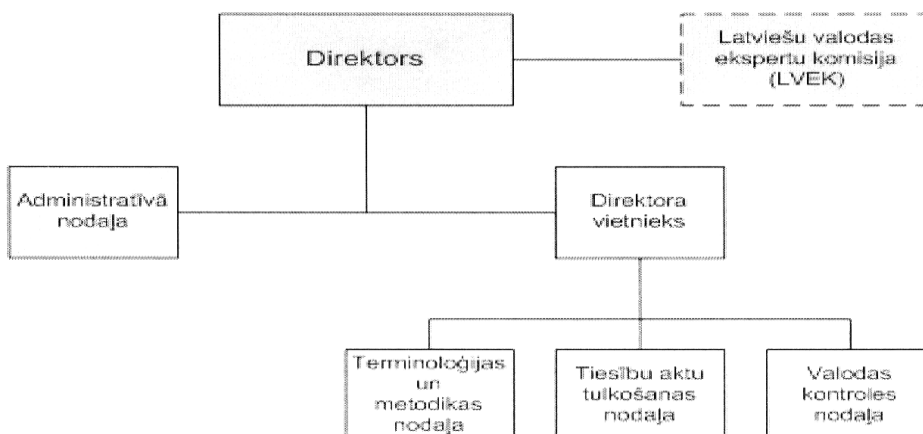 Direktors
Latviešu valodas
ekspertu komisija
(LVEK)
Administratīvā
nodaļa
Direktora
vietnieks
Terminoloģijas
un
metodikas
nodaļa
Tiesību aktu
tulkošanas
nodaļa
Valodas
kontroles
nodaļa